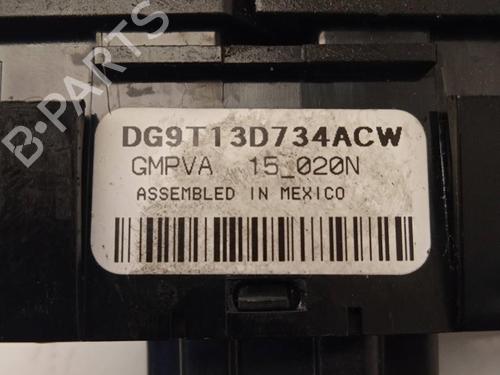 B-PARTS
DG9T13D734ACW
GMPVA 15_020N
ASSEMBLED IN MEXICO